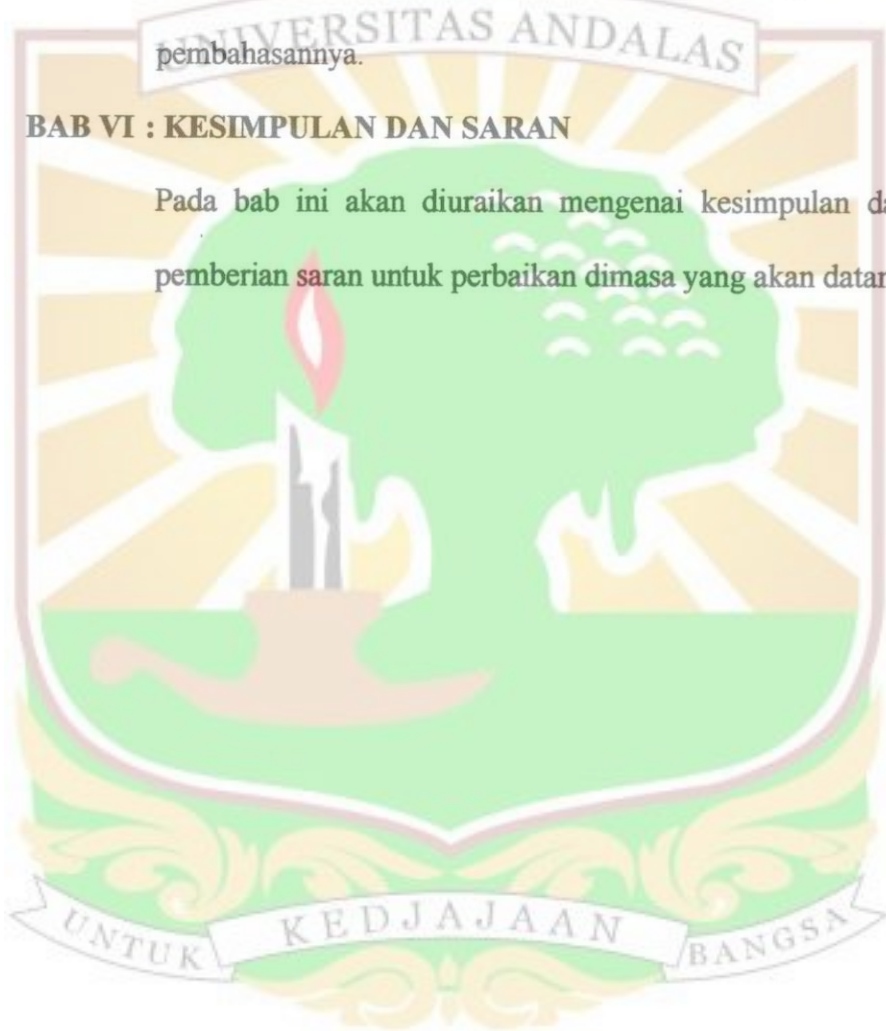 UNIVERSITAS ANDALAS
pembahasannya.
BAB VI : KESIMPULAN DAN SARAN
Pada bab ini akan diuraikan mengenai kesimpulan
pemberian saran untuk perbaikan dimasa yang akan
UNTUK KEDJAJAAN BANGSA